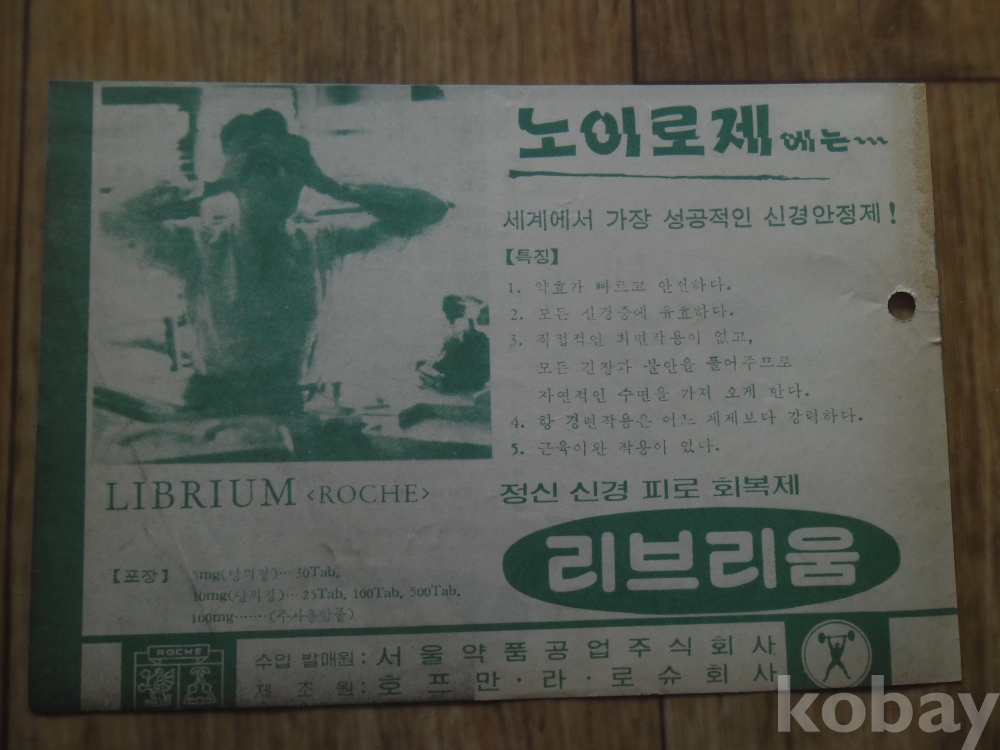 노이로제에는…
세계에서 가장 성공적인 신경안정제!
【특징】
1. 약효가 빠르고 안전하다.
2. 모든 신경증에 유효하다.
3. 직접적인 최면작용이 없고,
모든 긴장과 불안을 풀어주므로
자연적인 수면을 가져 오게 한다.
4. 항 경련작용은 어느 제제보다 강력하다.
5. 근육이완 작용이 있다.
LIBRIUM <ROCHE>
정신 신경 피로 회복제
리브리움
【포장】 5mg(당의정)… 30Tab.
10mg(당의정)… 25Tab, 100Tab, 500Tab.
100mg……(주사용암플)
ROCHE
수입 발매원 : 서울약품공업주식회사
제 조 원 : 호프만·라·로슈회사
kobay